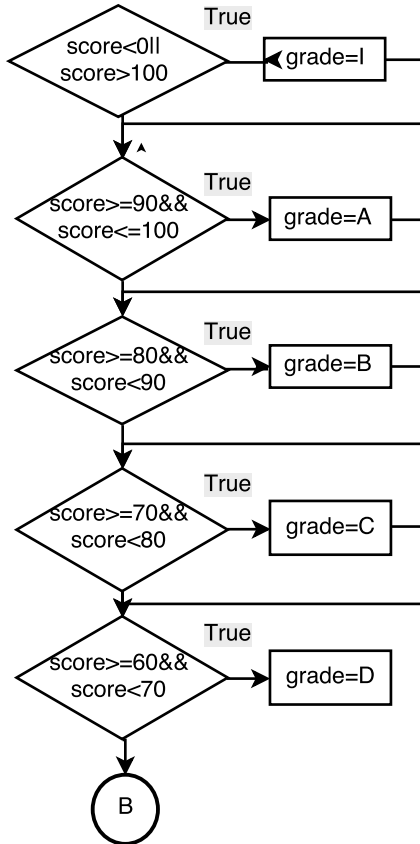 True
score<0||
score>100
grade=I
True
score>=90&&
score<=100
grade=A
True
score>=80&&
score<90
grade=B
True
score>=70&&
score<80
grade=C
True
score>=60&&
score<70
grade=D
B